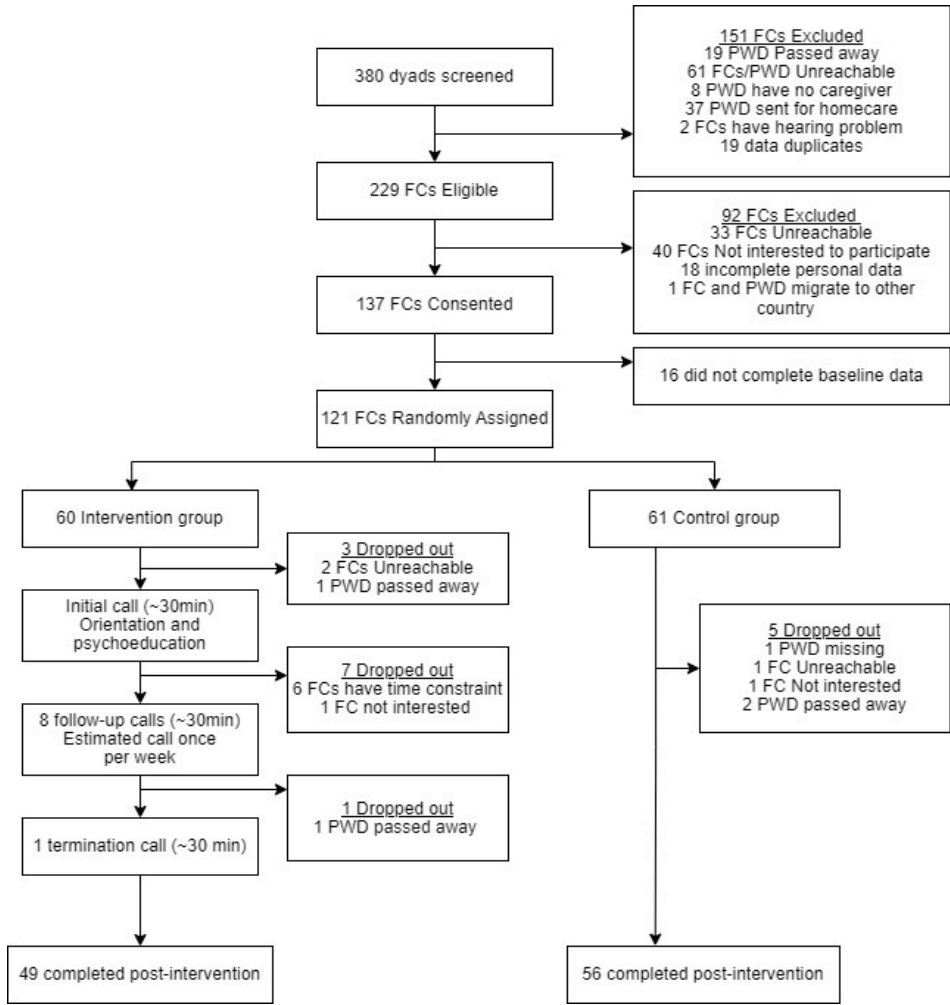 380 dyads screened
151 FCs Excluded
19 PWD Passed away
61 FCs/PWD Unreachable
8 PWD have no caregiver
37 PWD sent for homecare
2 FCs have hearing problem
19 data duplicates
229 FCs Eligible
92 FCs Excluded
33 FCs Unreachable
40 FCs Not interested to participate
18 incomplete personal data
1 FC and PWD migrate to other
country
137 FCs Consented
16 did not complete baseline data
121 FCs Randomly Assigned
60 Intervention group
61 Control group
3 Dropped out
2 FCs Unreachable
1 PWD passed away
Initial call (~30min)
Orientation and
psychoeducation
7 Dropped out
6 FCs have time constraint
1 FC not interested
5 Dropped out
1 PWD missing
1 FC Unreachable
1 FC Not interested
2 PWD passed away
8 follow-up calls (~30min)
Estimated call once
per week
1 Dropped out
1 PWD passed away
1 termination call (~30 min)
49 completed post-intervention
56 completed post-intervention